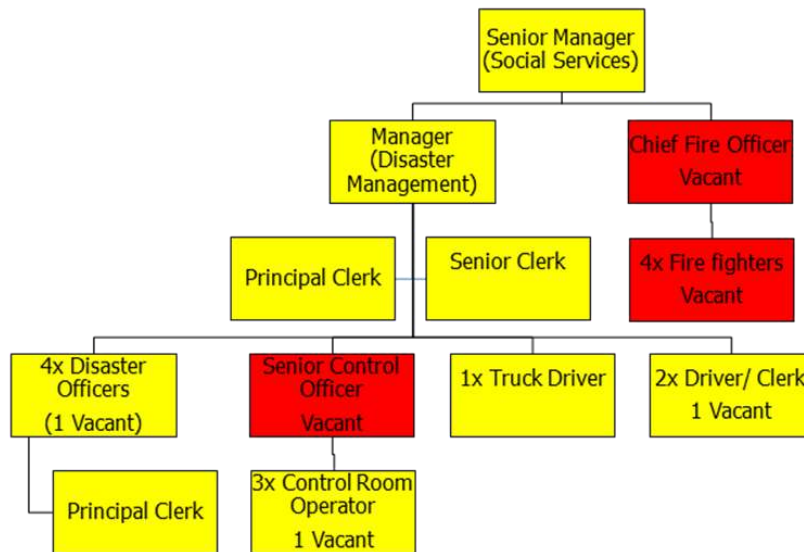 Senior Manager
(Social Services)
Manager
(Disaster
Management)
Chief Fire Officer
Vacant
Principal Clerk
Senior Clerk
4x Fire fighters
Vacant
4x Disaster
Officers
(1 Vacant)
Senior Control
Officer
Vacant
1x Truck Driver
2x Driver/ Clerk
1 Vacant
Principal Clerk
3x Control Room
Operator
1 Vacant